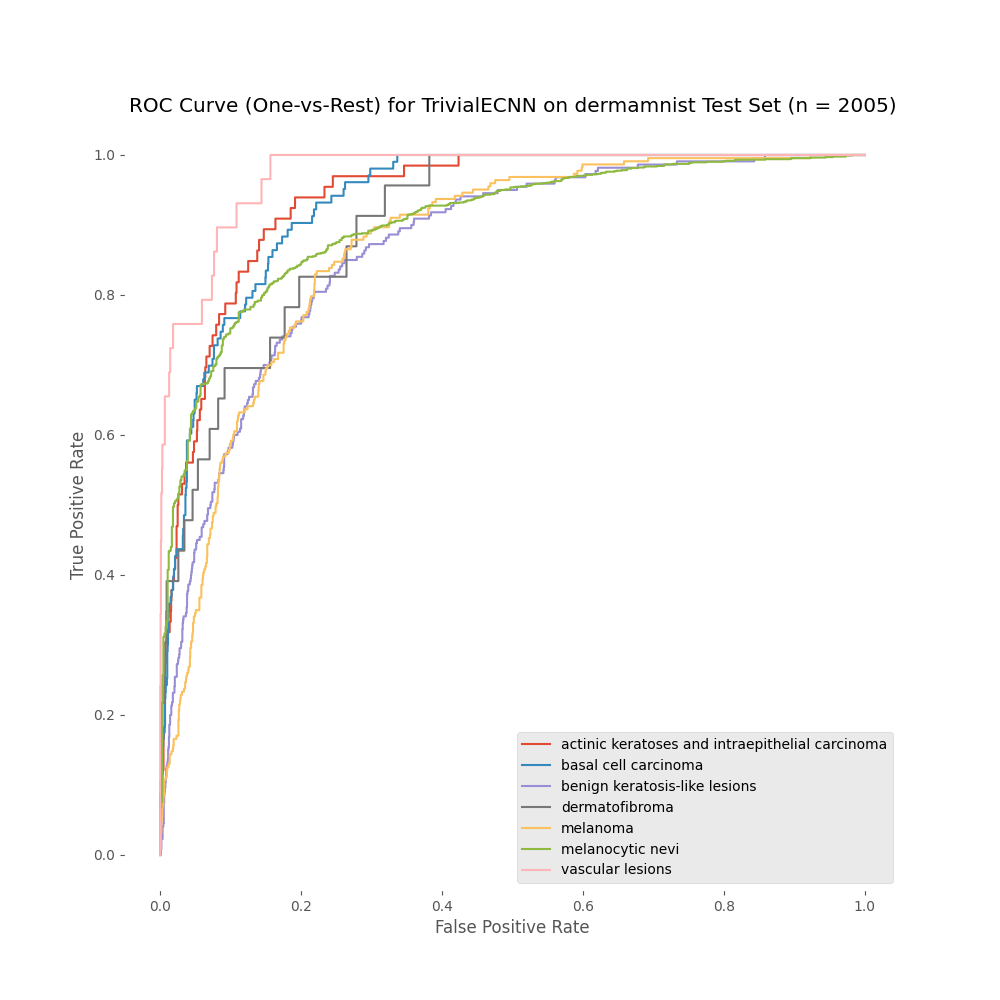 ROC Curve (One-vs-Rest) for TrivialECNN on dermamnist Test Set (n = 2005)
1.0
0.8
0.6
0.4
0.2
0.0
True Positive Rate
actinic keratoses and intraepithelial carcinoma
basal cell carcinoma
benign keratosis-like lesions
dermatofibroma
melanoma
melanocytic nevi
vascular lesions
0.0 0.2 0.4 0.6 0.8 1.0
False Positive Rate